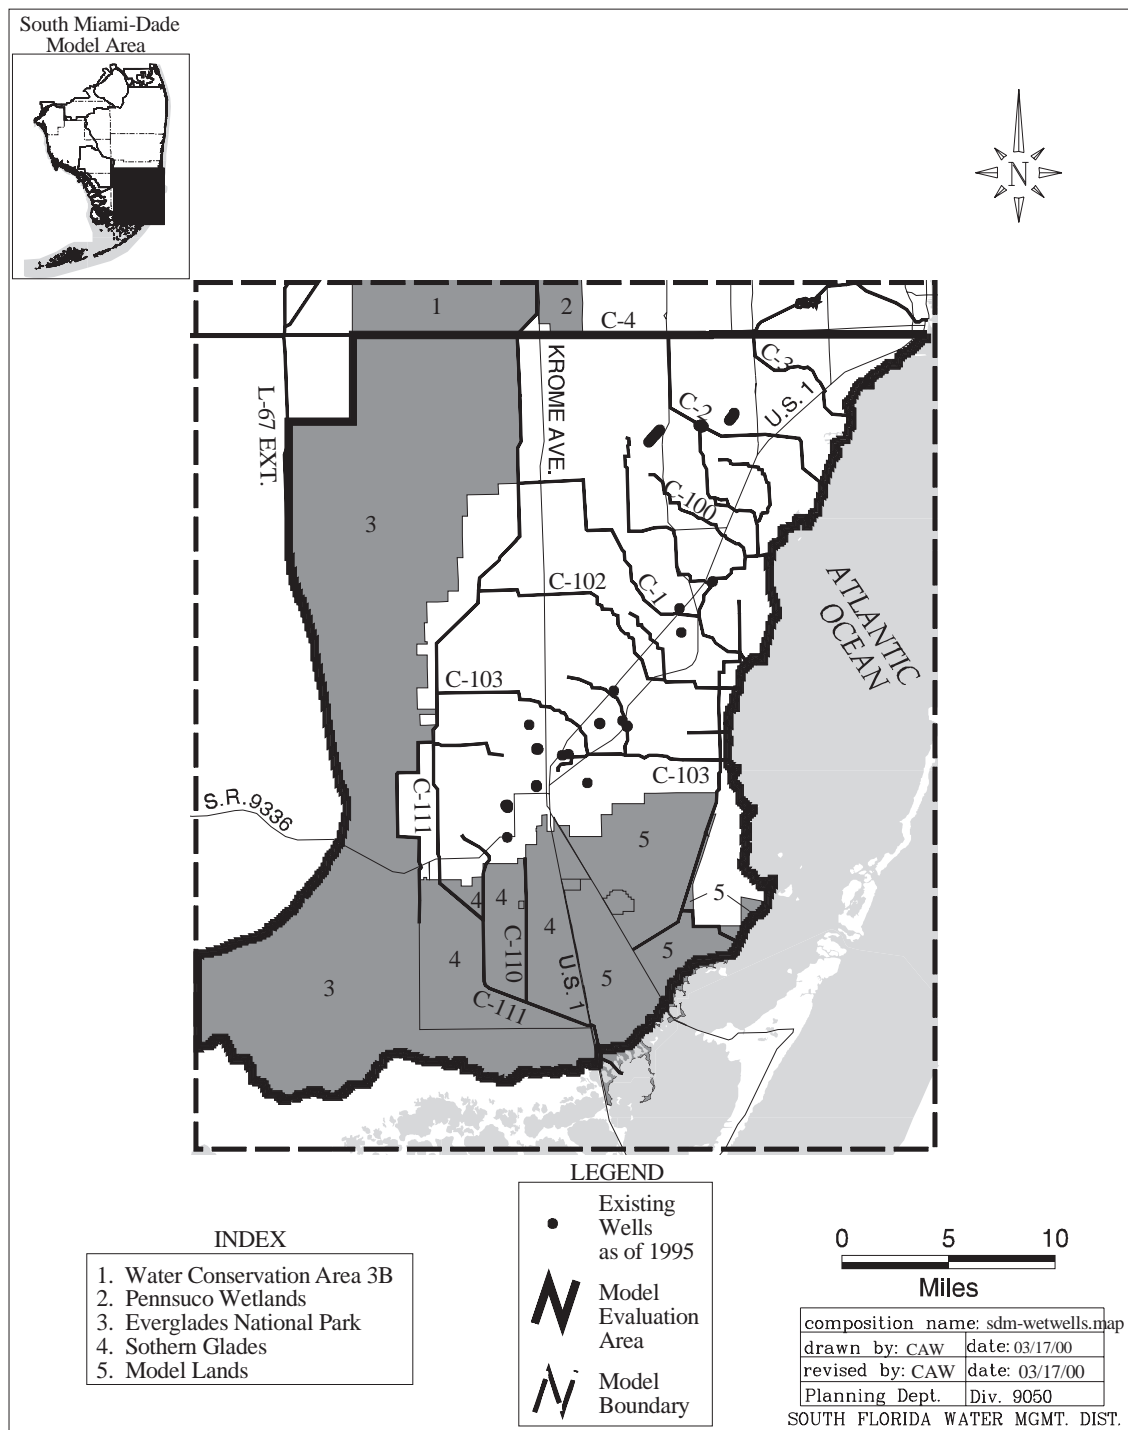 South Miami-Dade
Model Area
N
1
2
C-4
KROME AVE.
L-67 EXT.
C-3
U.S. 1
C-2
C-100
3
ATLANTIC
OCEAN
C-102
C-1
C-103
C-103
C-111
S.R. 9336
5
5
4
4
4
4
C-110
U.S. 1
5
5
3
C-111
LEGEND
Existing
Wells
as of 1995
Model
Evaluation
Area
Model
Boundary
INDEX
1. Water Conservation Area 3B
2. Pennsuco Wetlands
3. Everglades National Park
4. Sothern Glades
5. Model Lands
0 5 10
Miles
composition name: sdm-wetwells.map
drawn by: CAW date: 03/17/00
revised by: CAW date: 03/17/00
Planning Dept. Div. 9050
SOUTH FLORIDA WATER MGMT. DIST.